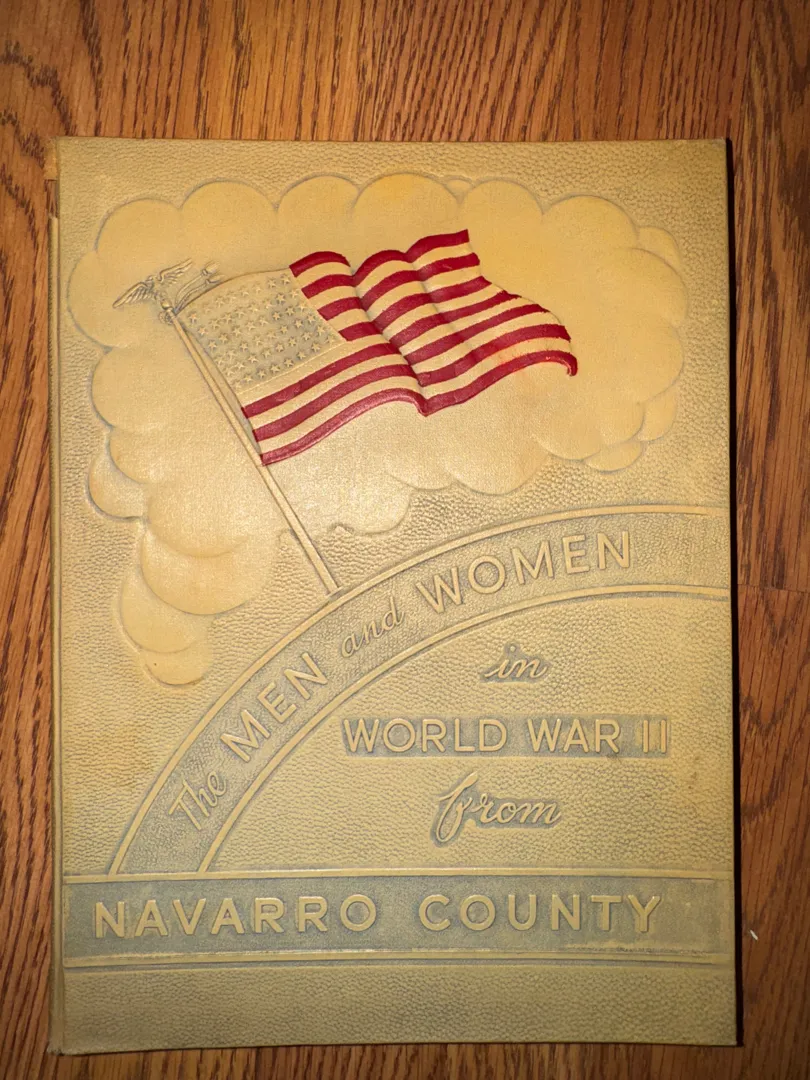 The MEN and WOMEN
in
WORLD WAR II
from
NAVARRO COUNTY